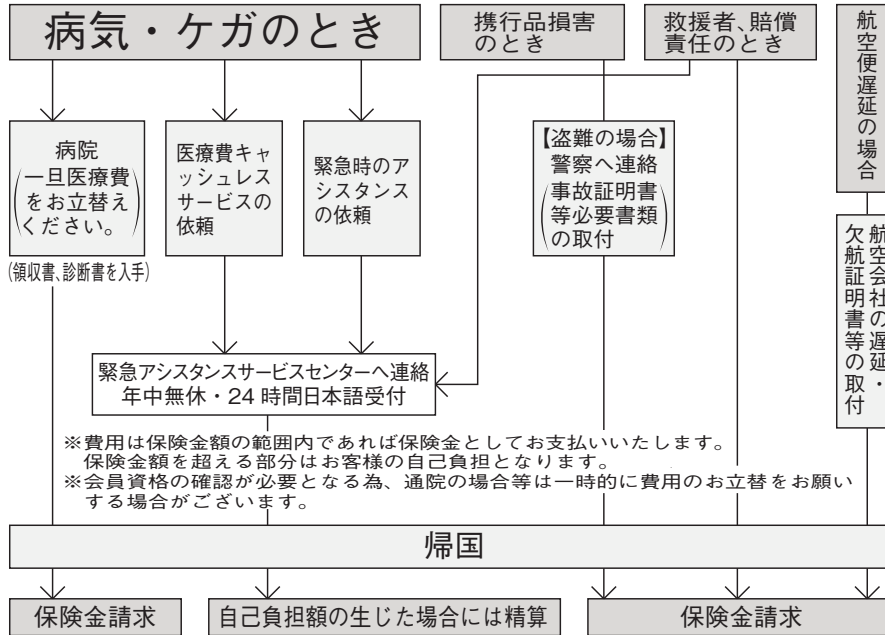 病気・ケガのとき
携行品損害
のとき
救援者、賠償
責任のとき
航空便遅延の場合
病院
(一旦医療費
をお立替え
ください。)
(領収書、診断書を入手)
医療費キャ
ッシュレス
サービスの
依頼
緊急時のア
シスタンス
の依頼
【盗難の場合】
警察へ連絡
(事故証明書
等必要書類
の取付)
航空会社の遅延・
欠航証明書等の取付
緊急アシスタンスサービスセンターへ連絡
年中無休・24時間日本語受付
※費用は保険金額の範囲内であれば保険金としてお支払いいたします。
保険金額を超える部分はお客様の自己負担となります。
※会員資格の確認が必要となる為、通院の場合等は一時的に費用のお立替をお願い
する場合がございます。
帰国
保険金請求
自己負担額の生じた場合には精算
保険金請求